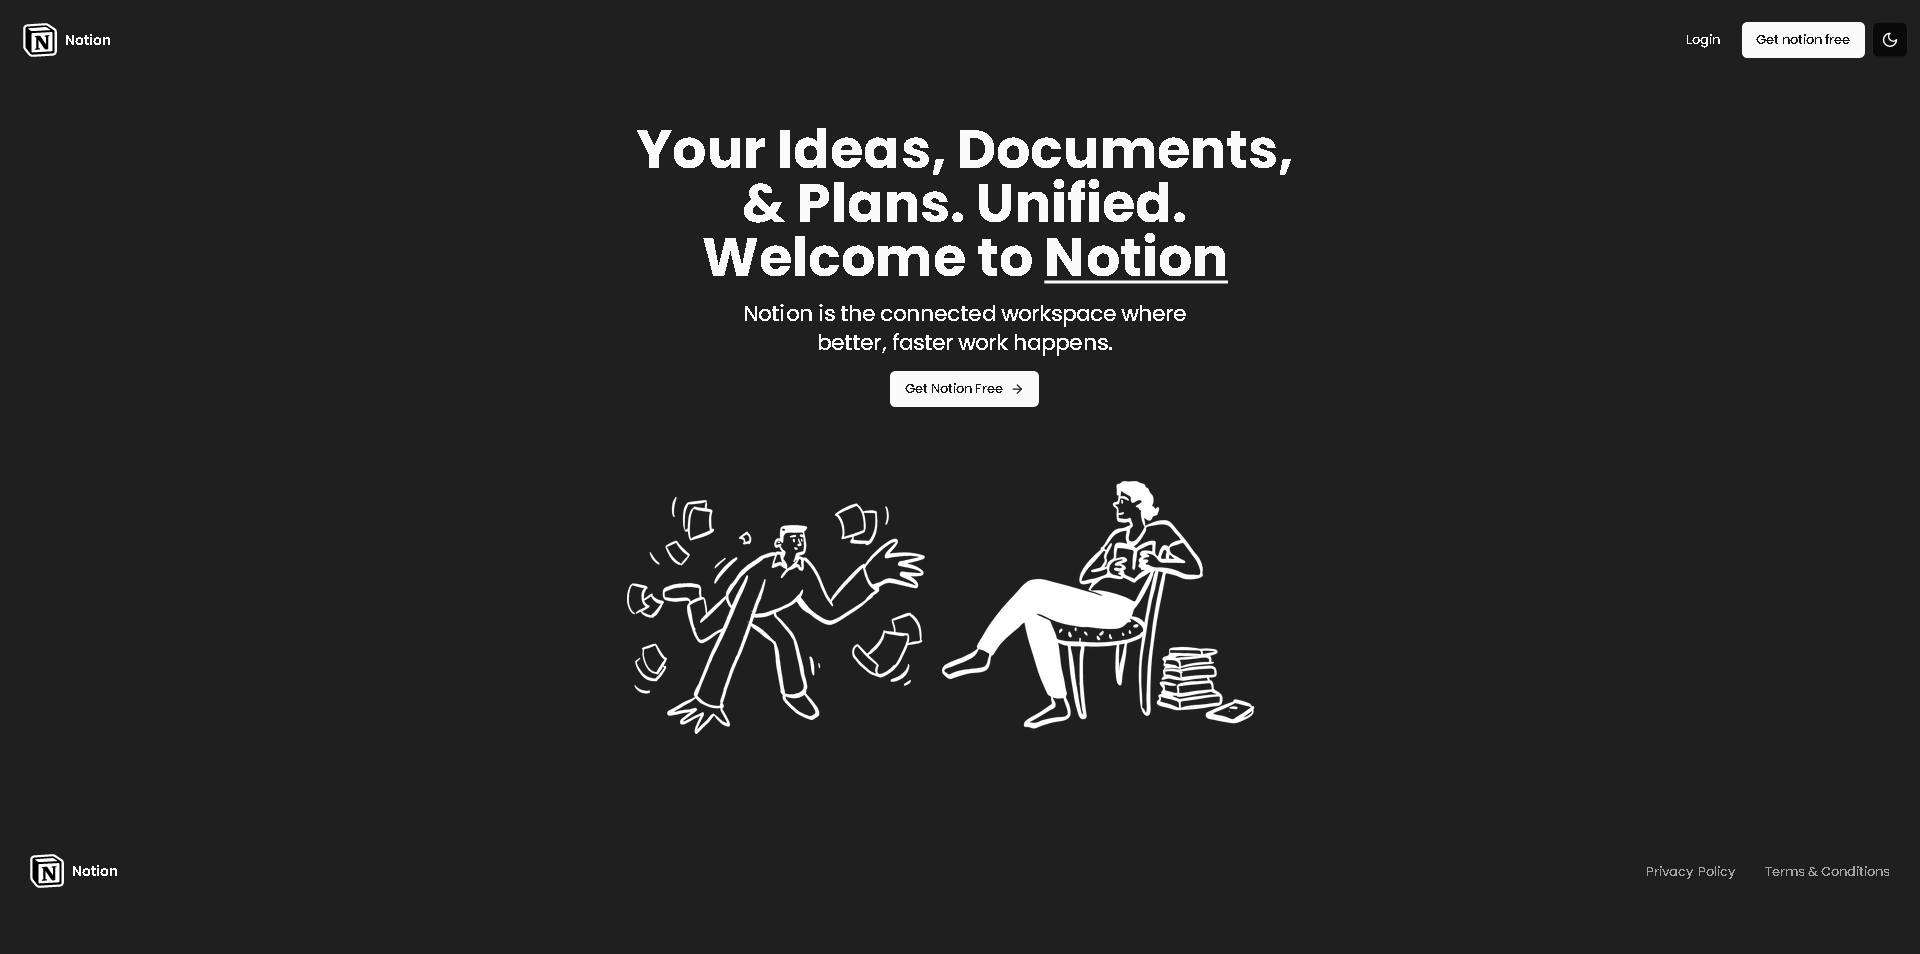 Notion
Login
Get notion free
Your Ideas, Documents,
& Plans. Unified.
Welcome to Notion
Notion is the connected workspace where
better, faster work happens.
Get Notion Free
Notion
Privacy Policy
Terms & Conditions